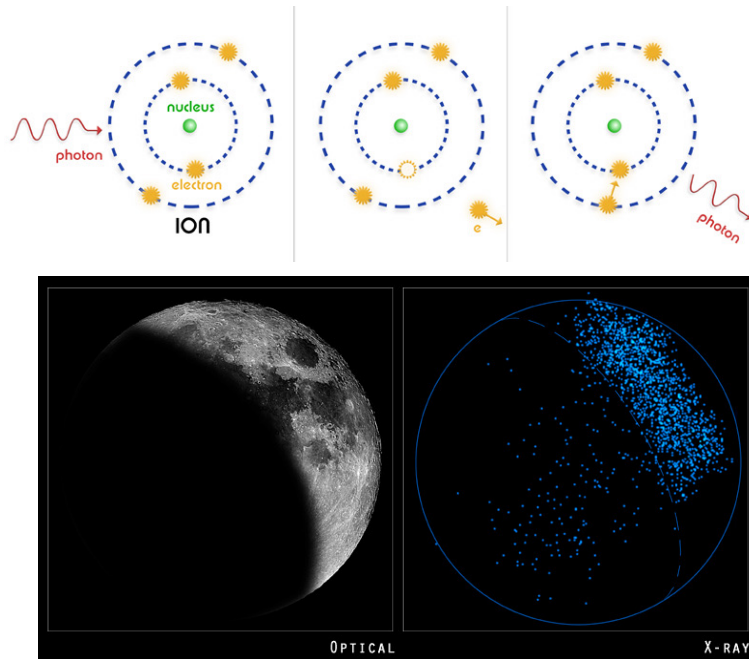 nucleus
photon
electron
ION
e
photon
OPTICAL
X-RAY